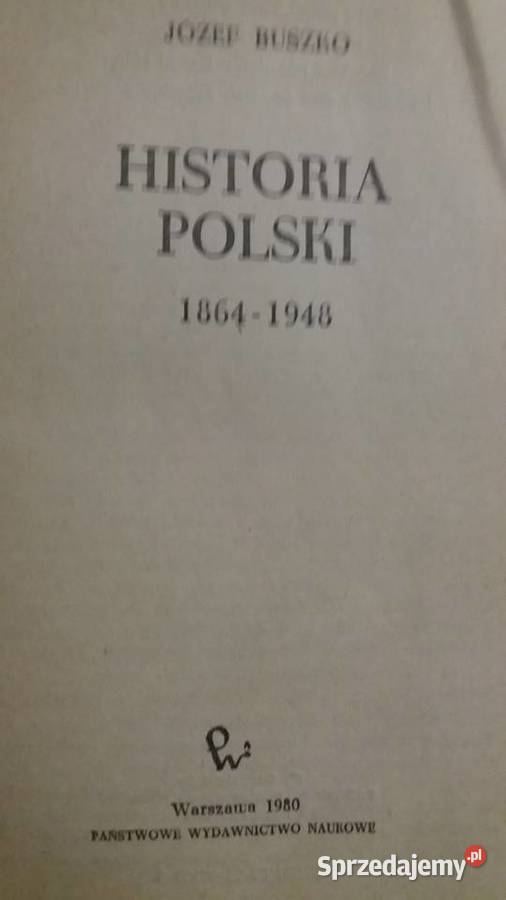 JÓZEF BUSZKO
HISTORIA
POLSKI
1864-1948
Warszawa 1980
PAŃSTWOWE WYDAWNICTWO NAUKOWE
Sprzedajemy.pl